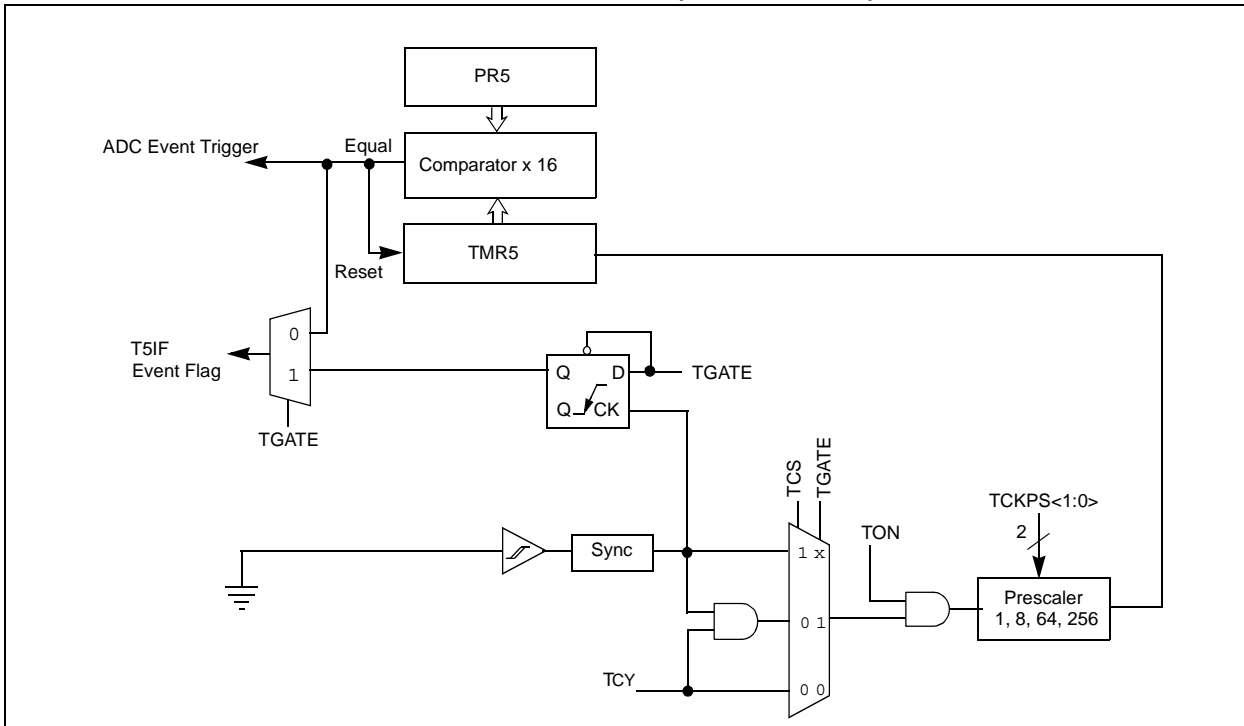 PR5
ADC Event Trigger
Equal
Comparator x 16
TMR5
Reset
0
1
T5IF
Event Flag
TGATE
Q D
Q CK
TGATE
TCS
TGATE
TCKPS<1:0>
2
TON
Sync
1 x
0 1
0 0
Prescaler
1, 8, 64, 256
TCY